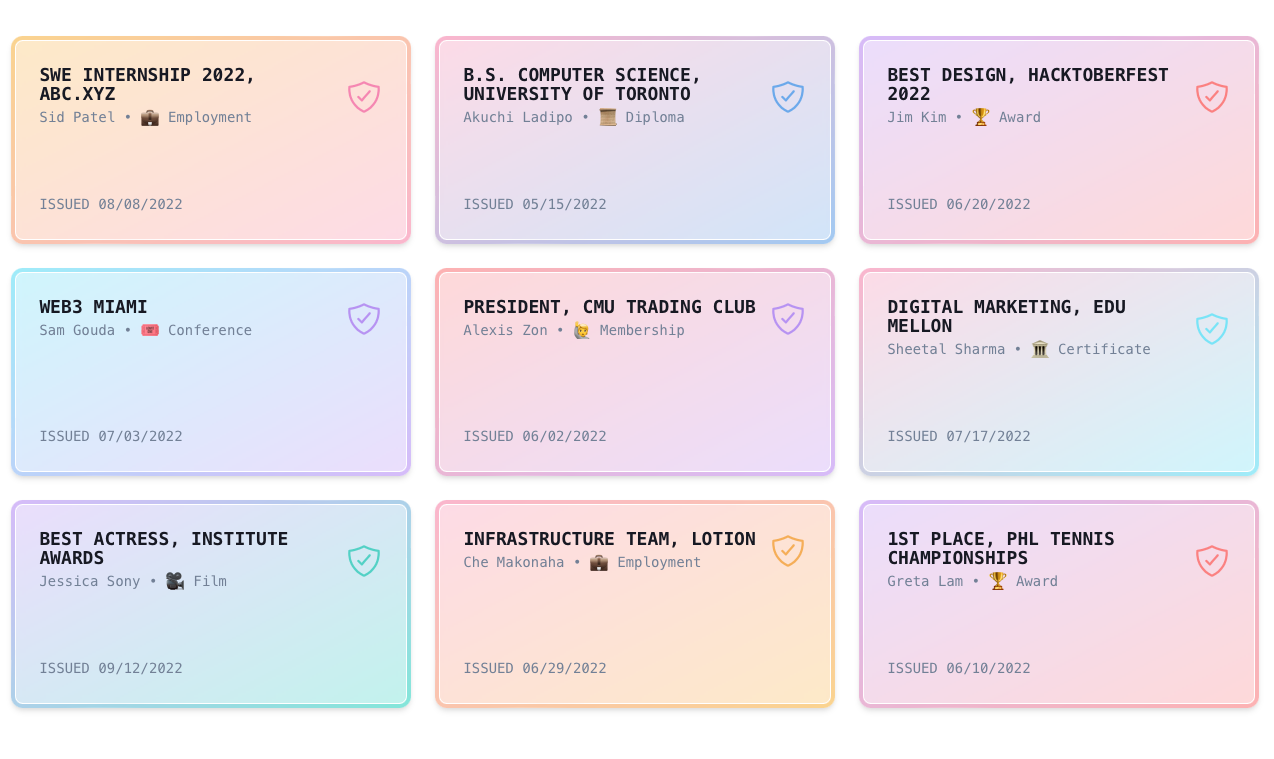 SWE INTERNSHIP 2022,
ABC.XYZ
Sid Patel • 💼 Employment
ISSUED 08/08/2022
B.S. COMPUTER SCIENCE,
UNIVERSITY OF TORONTO
Akuchi Ladipo • 📜 Diploma
ISSUED 05/15/2022
BEST DESIGN, HACKTOBERFEST
2022
Jim Kim • 🏆 Award
ISSUED 06/20/2022
WEB3 MIAMI
Sam Gouda • 🎟 Conference
ISSUED 07/03/2022
PRESIDENT, CMU TRADING CLUB
Alexis Zon • 🙋 Membership
ISSUED 06/02/2022
DIGITAL MARKETING, EDU
MELLON
Sheetal Sharma • 🏛 Certificate
ISSUED 07/17/2022
BEST ACTRESS, INSTITUTE
AWARDS
Jessica Sony • 🎥 Film
ISSUED 09/12/2022
INFRASTRUCTURE TEAM, LOTION
Che Makonaha • 💼 Employment
ISSUED 06/29/2022
1ST PLACE, PHL TENNIS
CHAMPIONSHIPS
Greta Lam • 🏆 Award
ISSUED 06/10/2022